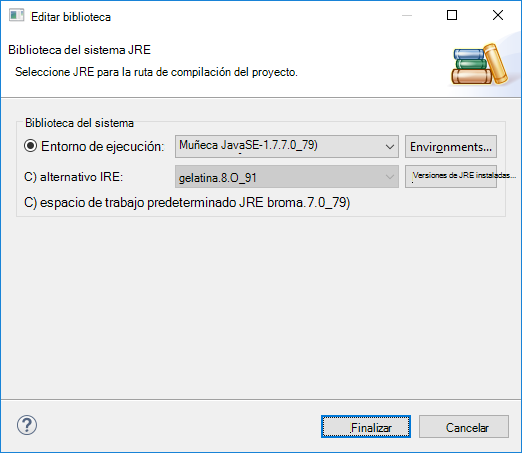 Editar biblioteca
Biblioteca del sistema JRE
Seleccione JRE para la ruta de compilación del proyecto.
Biblioteca del sistema
Entorno de ejecución: Muñeca JavaSE-1.7.7.0_79) Environments...
C) alternativo IRE: gelatina.8.O_91 Versiones de JRE instaladas...
C) espacio de trabajo predeterminado JRE broma.7.0_79)
Finalizar Cancelar